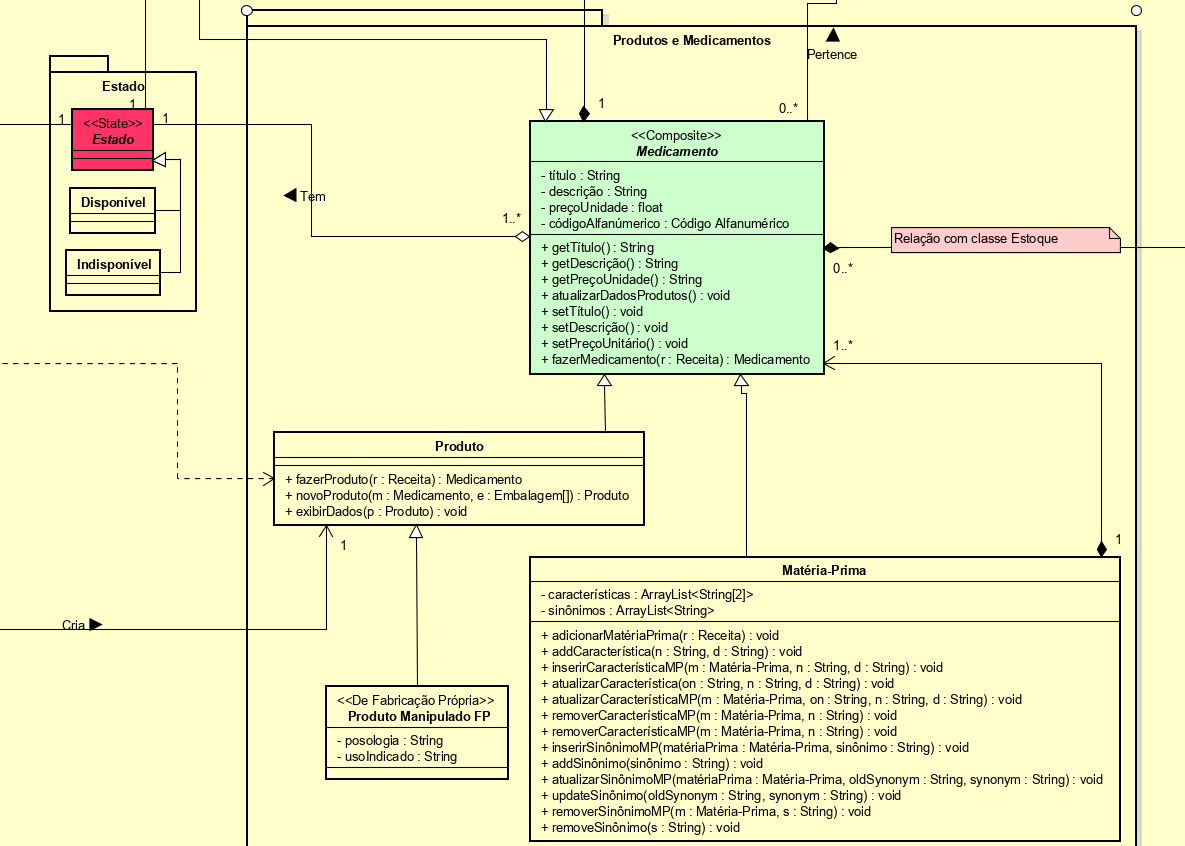 Produtos e Medicamentos
Pertence
Estado
1
1
1
<<State>>
Estado
Disponível
Indisponível
Tem
1..*
1
0..*
<<Composite>>
Medicamento
- título : String
- descrição : String
- preçoUnidade : float
- códigoAlfanúmerico : Código Alfanumérico
+ getTítulo() : String
+ getDescrição() : String
+ getPreçoUnidade() : String
+ atualizarDadosProdutos() : void
+ setTítulo() : void
+ setDescrição() : void
+ setPreçoUnitário() : void
+ fazerMedicamento(r : Receita) : Medicamento
Relação com classe Estoque
0..*
1..*
Produto
+ fazerProduto(r : Receita) : Medicamento
+ novoProduto(m : Medicamento, e : Embalagem[]) : Produto
+ exibirDados(p : Produto) : void
1
Cria
<<De Fabricação Própria>>
Produto Manipulado FP
- posologia : String
- usoIndicado : String
1
Matéria-Prima
- características : ArrayList<String[2]>
- sinônimos : ArrayList<String>
+ adicionarMatériaPrima(r : Receita) : void
+ addCaracterística(n : String, d : String) : void
+ inserirCaracterísticaMP(m : Matéria-Prima, n : String, d : String) : void
+ atualizarCaracterística(on : String, n : String, d : String) : void
+ atualizarCaracterísticaMP(m : Matéria-Prima, on : String, n : String, d : String) : void
+ removerCaracterísticaMP(m : Matéria-Prima, n : String) : void
+ removerCaracterísticaMP(m : Matéria-Prima, n : String) : void
+ inserirSinônimoMP(matériaPrima : Matéria-Prima, sinônimo : String) : void
+ addSinônimo(sinônimo : String) : void
+ atualizarSinônimoMP(matériaPrima : Matéria-Prima, oldSynonym : String, synonym : String) : void
+ updateSinônimo(oldSynonym : String, synonym : String) : void
+ removerSinônimoMP(m : Matéria-Prima, s : String) : void
+ removeSinônimo(s : String) : void